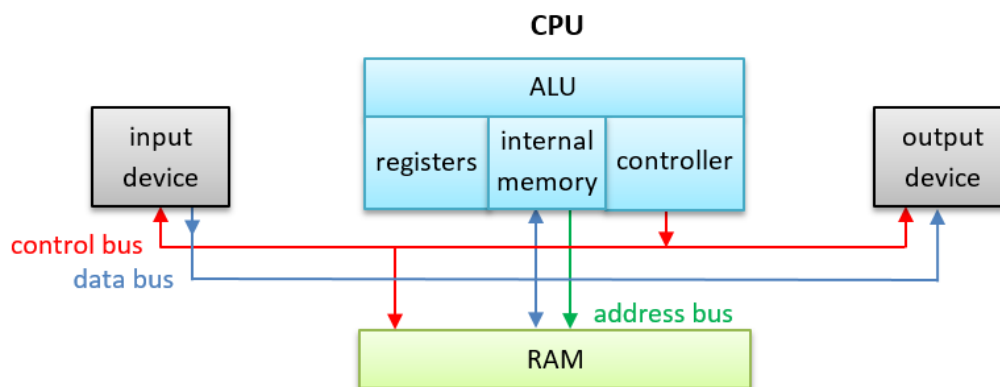 CPU
ALU
input
device
registers
internal
memory
controller
output
device
control bus
data bus
address bus
RAM